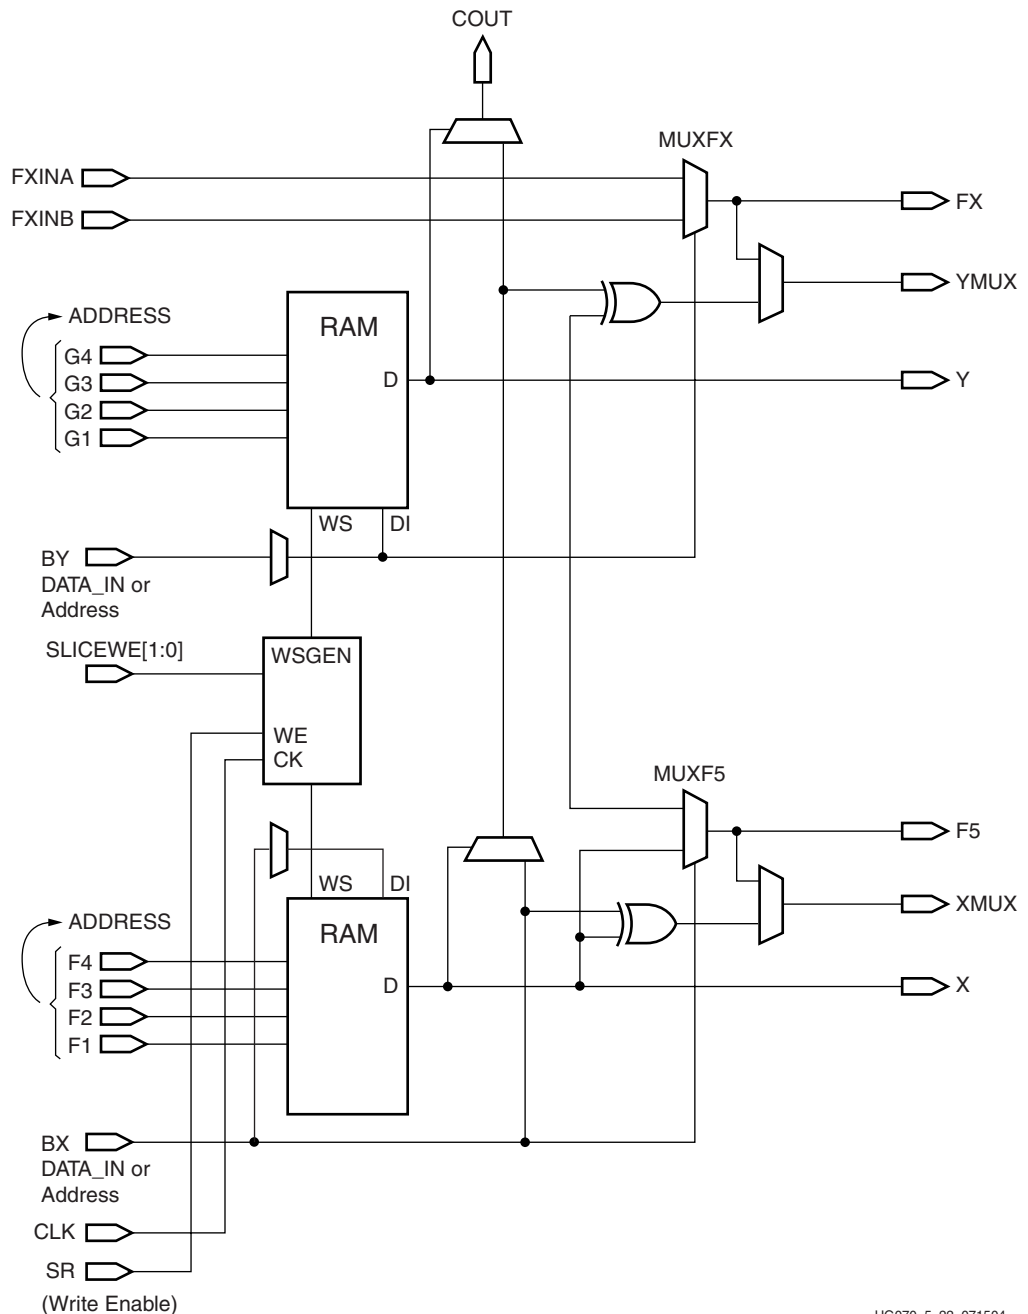 COUT
MUXFX
FXINA
FX
FXINB
YMUX
ADDRESS
RAM
G4
D
Y
G3
G2
G1
WS
DI
BY
DATA_IN or
Address
SLICEWE[1:0]
WSGEN
WE
CK
MUXF5
F5
WS
DI
XMUX
ADDRESS
RAM
F4
D
X
F3
F2
F1
BX
DATA_IN or
Address
CLK
SR
(Write Enable)